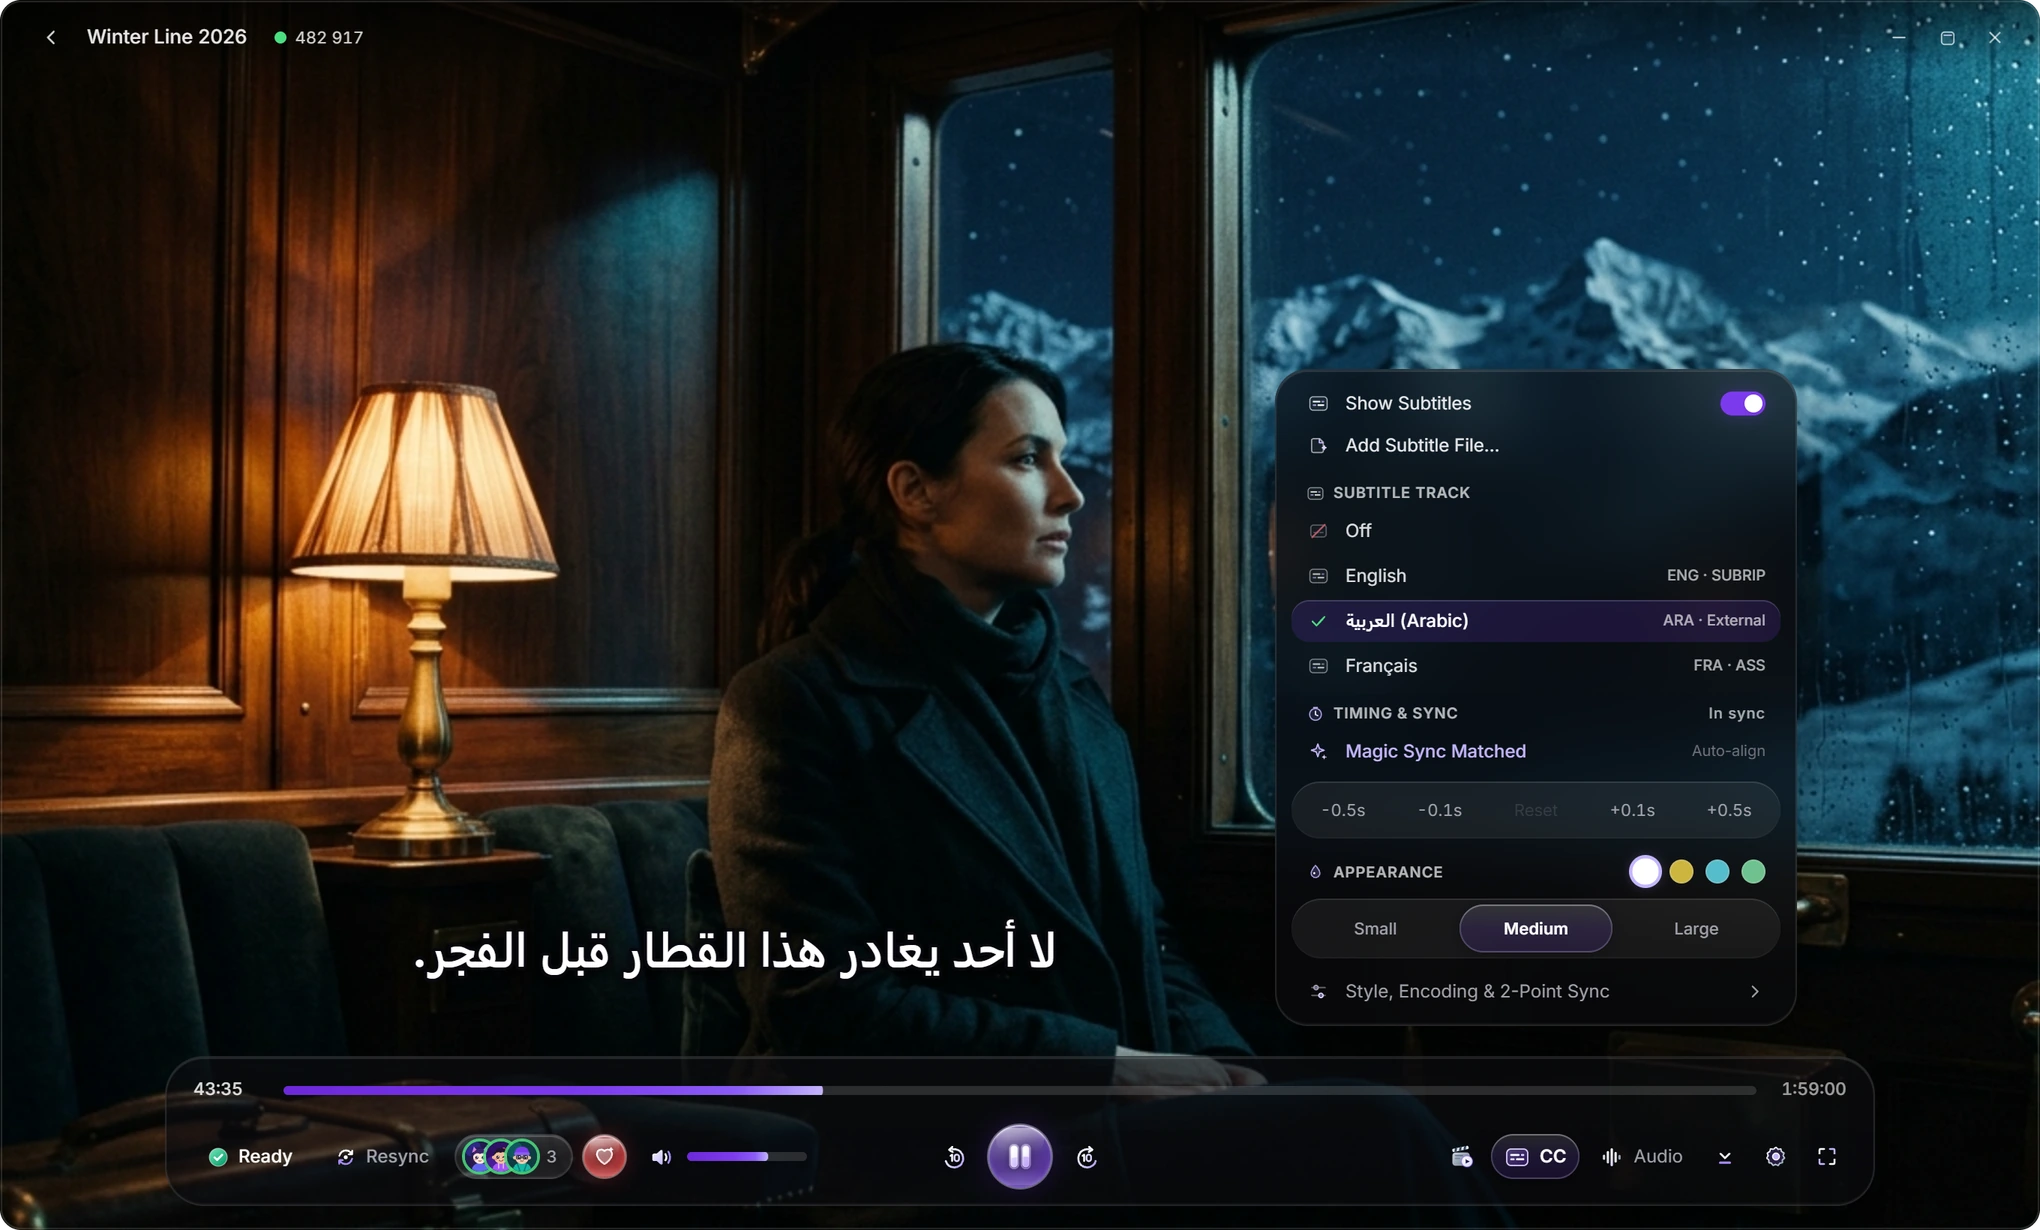 Winter Line 2026
482 917
Show Subtitles
Add Subtitle File...
SUBTITLE TRACK
Off
English ENG · SUBRIP
العربية (Arabic) ARA · External
Français FRA · ASS
TIMING & SYNC In sync
Magic Sync Matched Auto-align
-0.5s -0.1s Reset +0.1s +0.5s
APPEARANCE
Small Medium Large
Style, Encoding & 2-Point Sync
لا أحد يغادر هذا القطار قبل الفجر.
43:35 1:59:00
Ready Resync 3 10 10 CC Audio